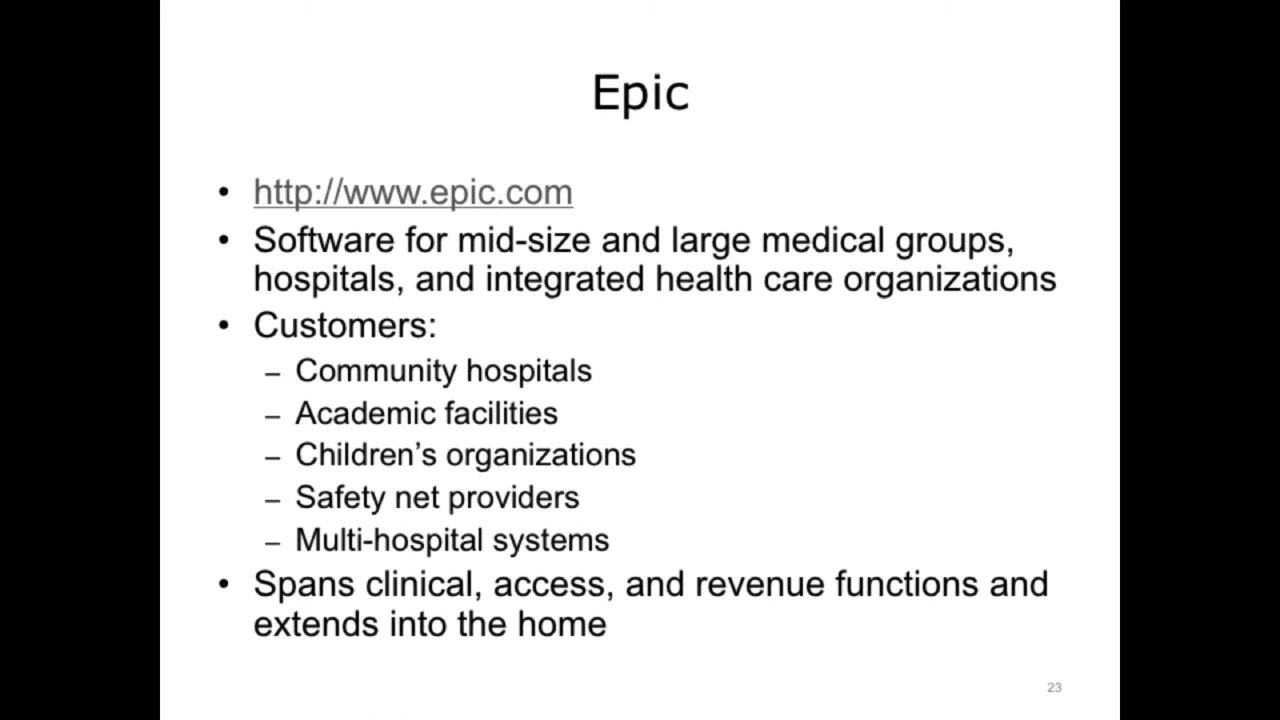 Epic
• http://www.epic.com
• Software for mid-size and large medical groups,
hospitals, and integrated health care organizations
• Customers:
– Community hospitals
– Academic facilities
– Children’s organizations
– Safety net providers
– Multi-hospital systems
• Spans clinical, access, and revenue functions and
extends into the home
23